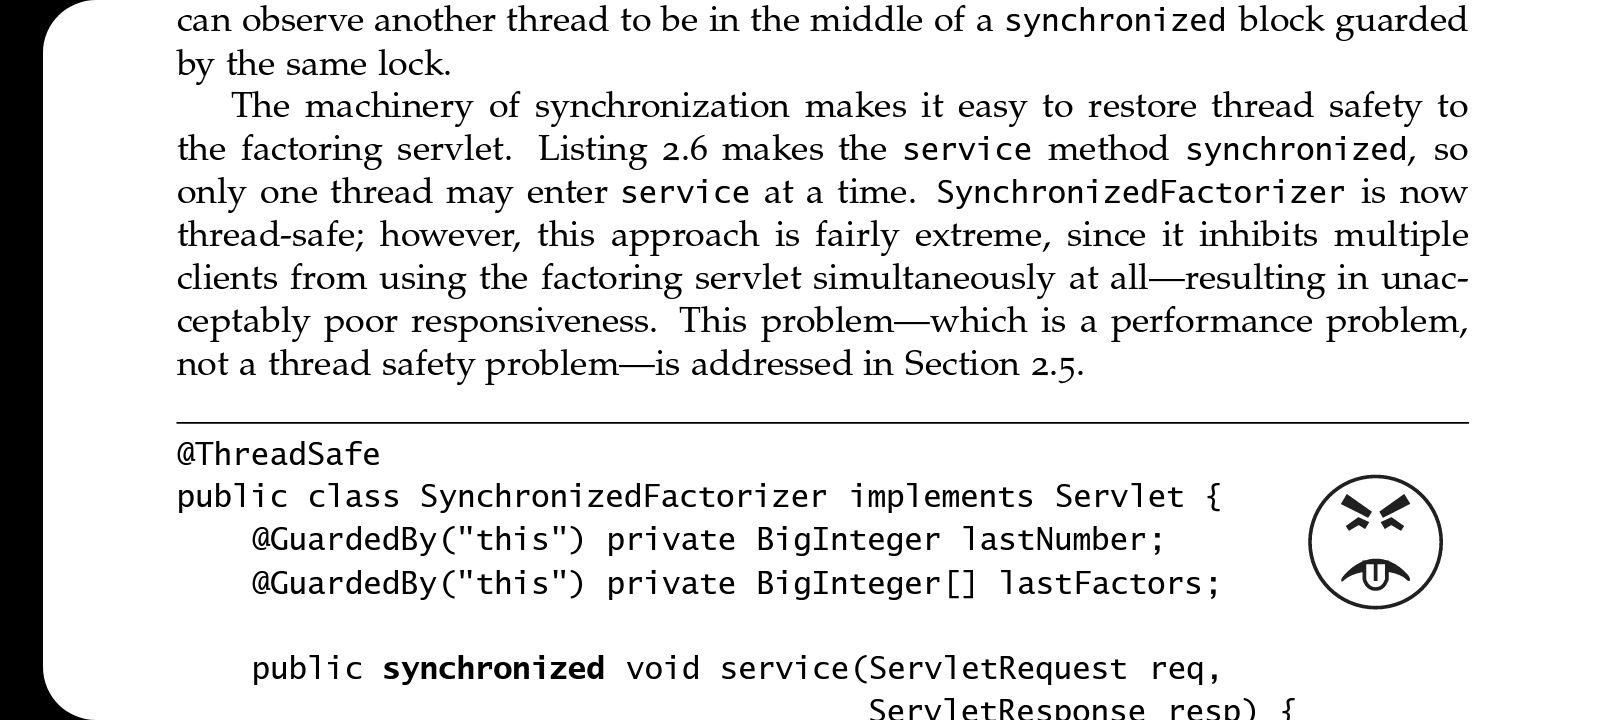 can observe another thread to be in the middle of a synchronized block guarded
by the same lock.
The machinery of synchronization makes it easy to restore thread safety to
the factoring servlet. Listing 2.6 makes the service method synchronized, so
only one thread may enter service at a time. SynchronizedFactorizer is now
thread-safe; however, this approach is fairly extreme, since it inhibits multiple
clients from using the factoring servlet simultaneously at all—resulting in unac-
ceptably poor responsiveness. This problem—which is a performance problem,
not a thread safety problem—is addressed in Section 2.5.
@ThreadSafe
public class SynchronizedFactorizer implements Servlet {
    @GuardedBy("this") private BigInteger lastNumber;
    @GuardedBy("this") private BigInteger[] lastFactors;
    public synchronized void service(ServletRequest req,
                                     ServletResponse resp) {